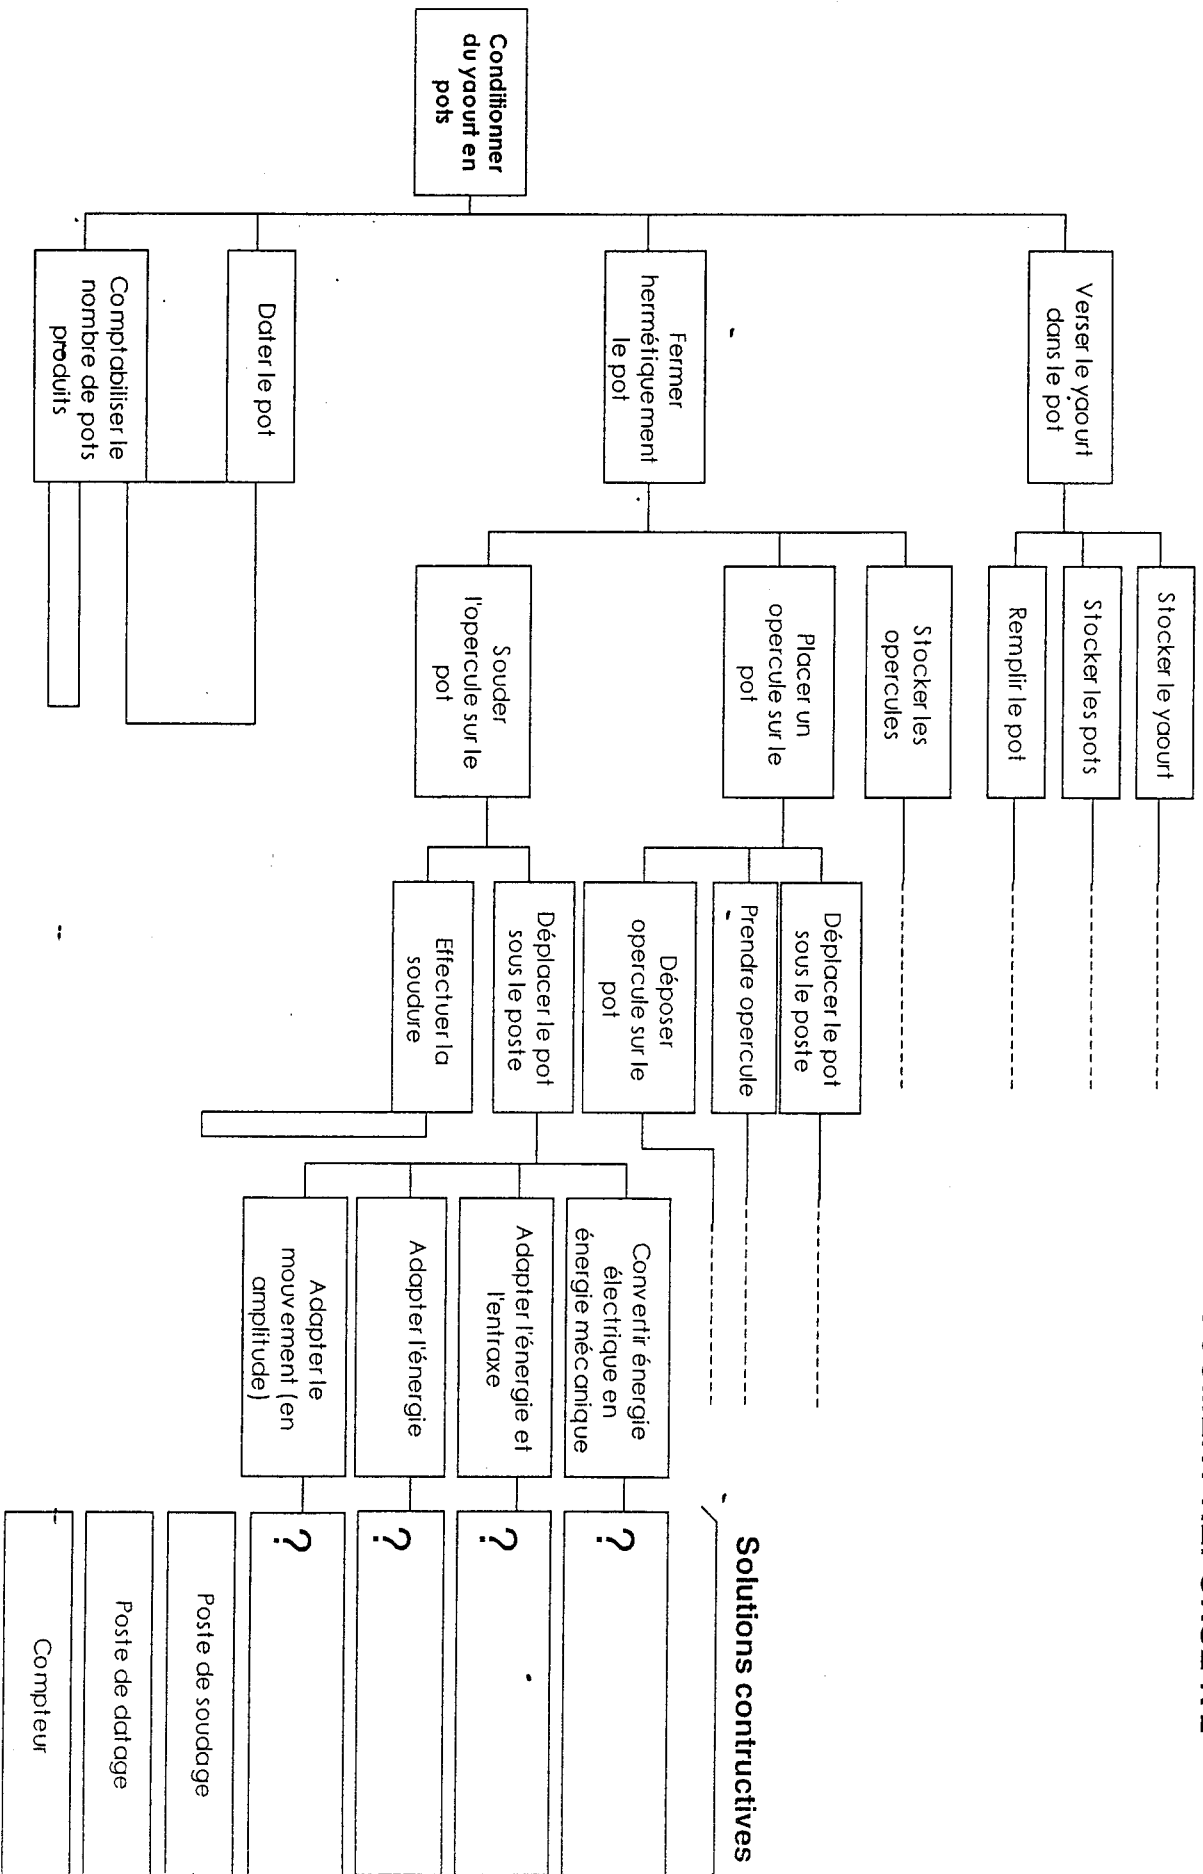 Solutions contructives
Conditionner
du yaourt en
pots
Verser le yaourt
dans le pot
Stocker le yaourt
Stocker les pots
Remplir le pot
Fermer
hermétiquement
le pot
Stocker les
opercules
Placer un
opercule sur le
pot
Déplacer le pot
sous le poste
Prendre opercule
Déposer
opercule sur le
pot
Souder
l'opercule sur le
pot
Déplacer le pot
sous le poste
Convertir énergie
électrique en
énergie mécanique
?
Adapter l'énergie et
l'entraxe
?
Adapter l'énergie
?
Adapter le
mouvement (en
amplitude)
?
Effectuer la
soudure
Poste de soudage
Dater le pot
Poste de datage
Comptabiliser le
nombre de pots
produits
Compteur